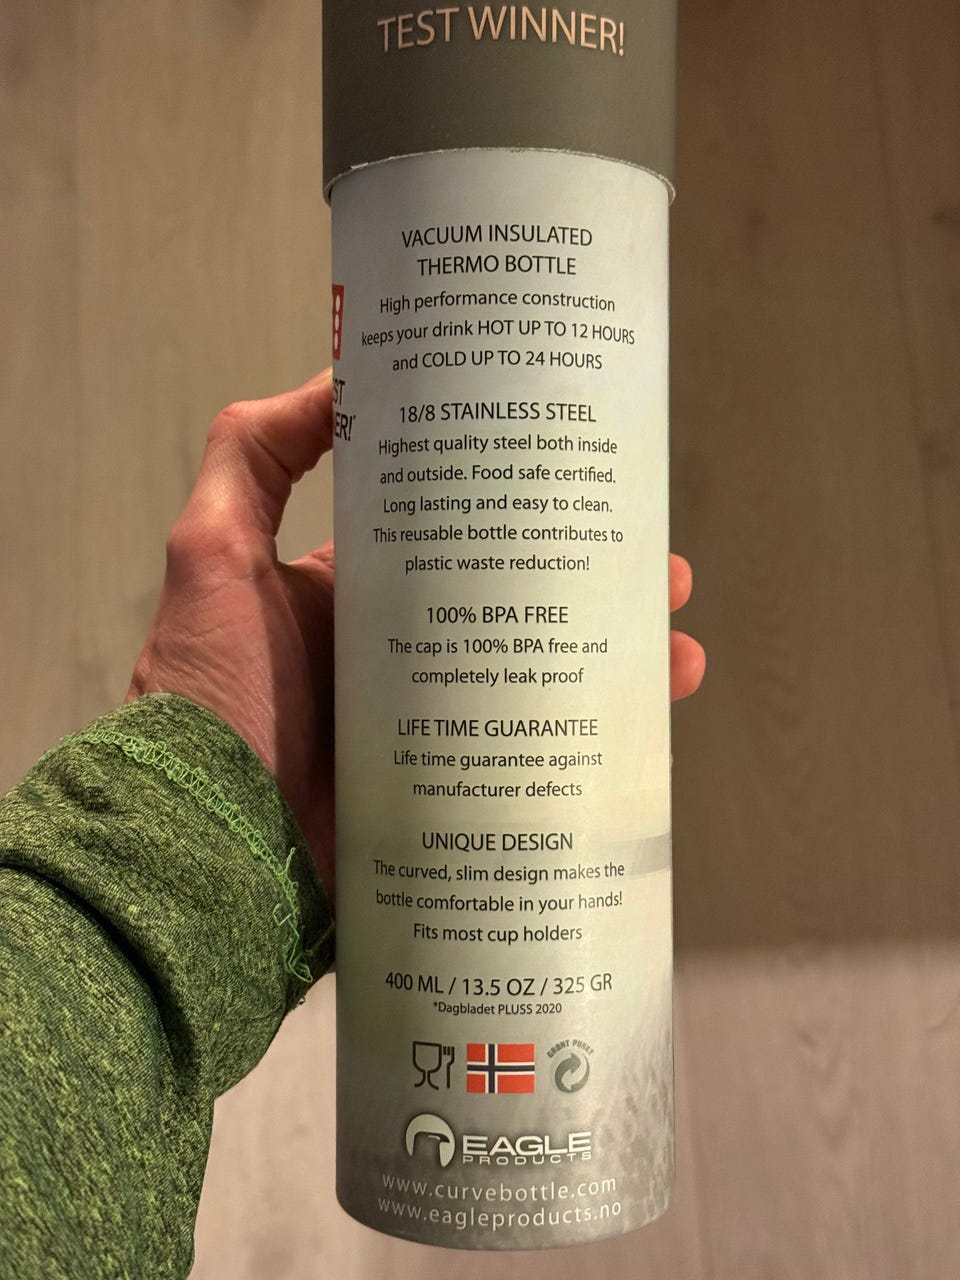 TEST WINNER!
VACUUM INSULATED
THERMO BOTTLE
High performance construction
keeps your drink HOT UP TO 12 HOURS
and COLD UP TO 24 HOURS
18/8 STAINLESS STEEL
Highest quality steel both inside
and outside. Food safe certified.
Long lasting and easy to clean.
This reusable bottle contributes to
plastic waste reduction!
100% BPA FREE
The cap is 100% BPA free and
completely leak proof
LIFE TIME GUARANTEE
Life time guarantee against
manufacturer defects
UNIQUE DESIGN
The curved, slim design makes the
bottle comfortable in your hands!
Fits most cup holders
400 ML / 13.5 OZ / 325 GR
*Dagbladet PLUSS 2020
GRØNT PUNKT
EAGLE
PRODUCTS
www.curvebottle.com
www.eagleproducts.no